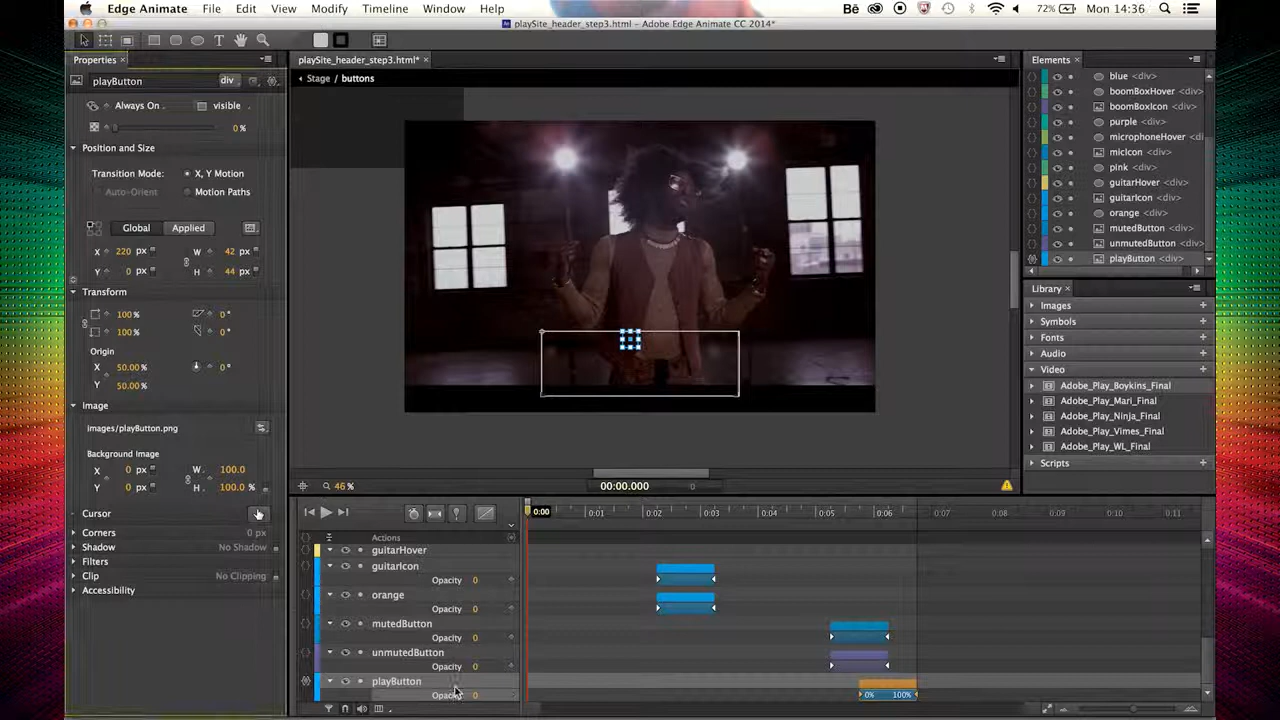 Edge Animate File Edit View Modify Timeline Window Help 72% Mon 14:36
playSite_header_step3.html* — Adobe Edge Animate CC 2014*
Properties × playSite_header_step3.html* × Elements ×
playButton div
Stage / buttons
Always On visible
0%
Position and Size
Transition Mode: X, Y Motion
Auto-Orient Motion Paths
Global Applied
X 220 px W 42 px
Y 0 px H 44 px
Transform
100% 0°
100% 0°
Origin
X 50.00% 0°
Y 50.00%
Image
images/playButton.png
Background Image
X 0 px W 100.0
Y 0 px H 100.0 %
Cursor
Corners 0 px
Shadow No Shadow
Filters
Clip No Clipping
Accessibility
blue <div>
boomBoxHover <div>
boomBoxIcon <div>
purple <div>
microphoneHover <di
micIcon <div>
pink <div>
guitarHover <div>
guitarIcon <div>
orange <div>
mutedButton <div>
unmutedButton <div>
playButton <div>
Library ×
Images
Symbols
Fonts
Audio
Video
Adobe_Play_Boykins_Final
Adobe_Play_Mari_Final
Adobe_Play_Ninja_Final
Adobe_Play_Vimes_Final
Adobe_Play_WL_Final
Scripts
46% 00:00.000 0
0:00 0:01 0:02 0:03 0:04 0:05 0:06 0:07 0:08 0:09 0:10 0:11
Actions
guitarHover
guitarIcon
Opacity 0
orange
Opacity 0
mutedButton
Opacity 0
unmutedButton
Opacity 0
playButton
Opacity 0 0% 100%